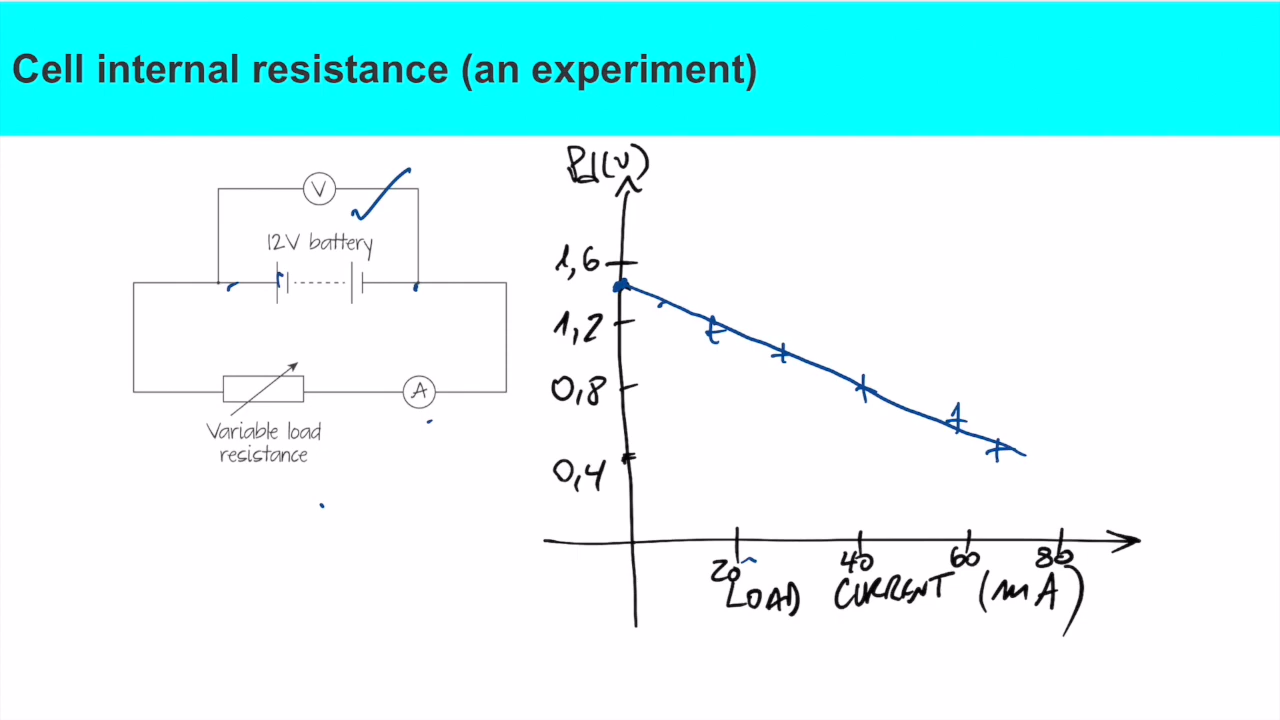 Cell internal resistance (an experiment)
V
12V battery
A
Variable load
resistance
Pd(V)
1,6
1,2
0,8
0,4
20 40 60 80
LOAD CURRENT (mA)